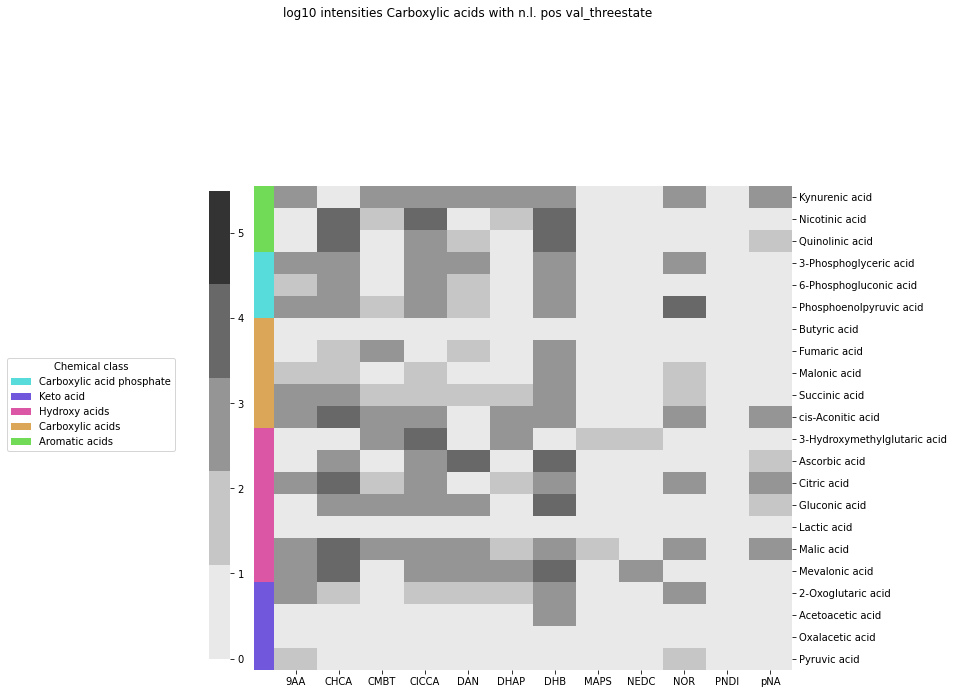 log10 intensities Carboxylic acids with n.l. pos val_threestate
Chemical class
Carboxylic acid phosphate
Keto acid
Hydroxy acids
Carboxylic acids
Aromatic acids
5
4
3
2
1
0
Kynurenic acid
Nicotinic acid
Quinolinic acid
3-Phosphoglyceric acid
6-Phosphogluconic acid
Phosphoenolpyruvic acid
Butyric acid
Fumaric acid
Malonic acid
Succinic acid
cis-Aconitic acid
3-Hydroxymethylglutaric acid
Ascorbic acid
Citric acid
Gluconic acid
Lactic acid
Malic acid
Mevalonic acid
2-Oxoglutaric acid
Acetoacetic acid
Oxalacetic acid
Pyruvic acid
9AA CHCA CMBT ClCCA DAN DHAP DHB MAPS NEDC NOR PNDI pNA